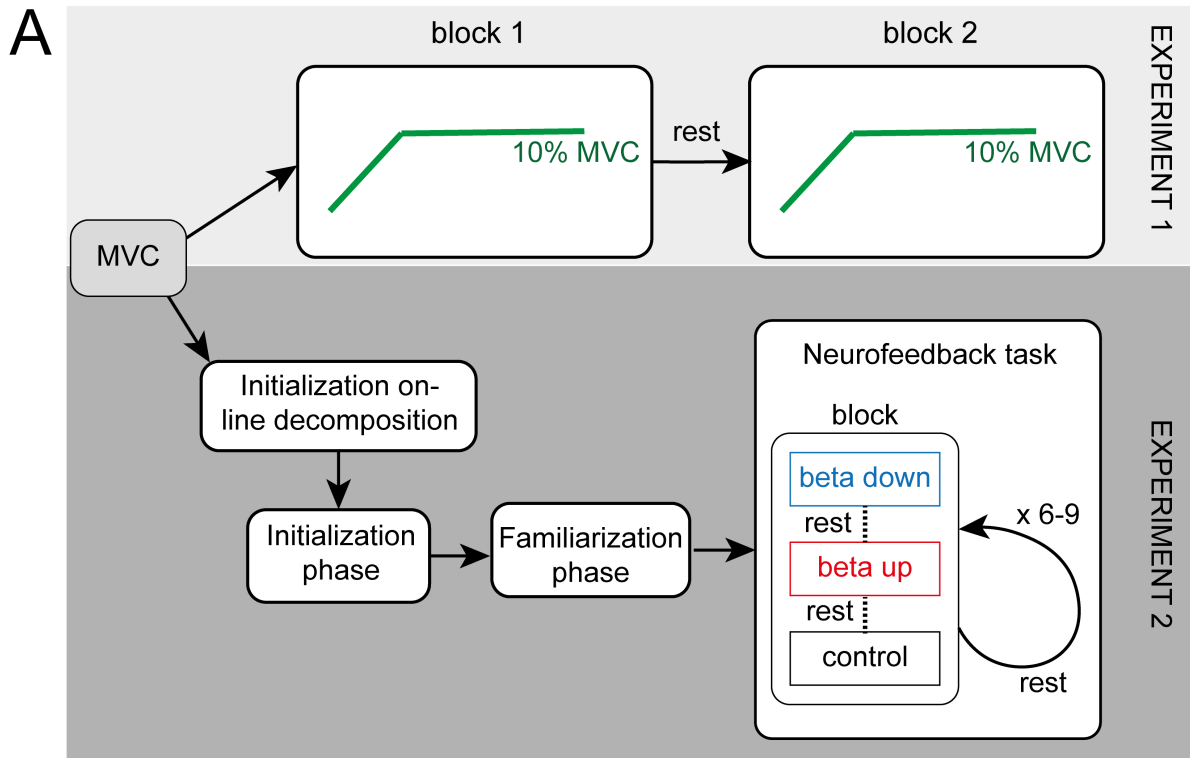 A
block 1
block 2
EXPERIMENT 1
10% MVC
rest
10% MVC
MVC
Initialization on-
line decomposition
Initialization
phase
Familiarization
phase
Neurofeedback task
block
beta down
rest
beta up
rest
control
x 6-9
rest
EXPERIMENT 2